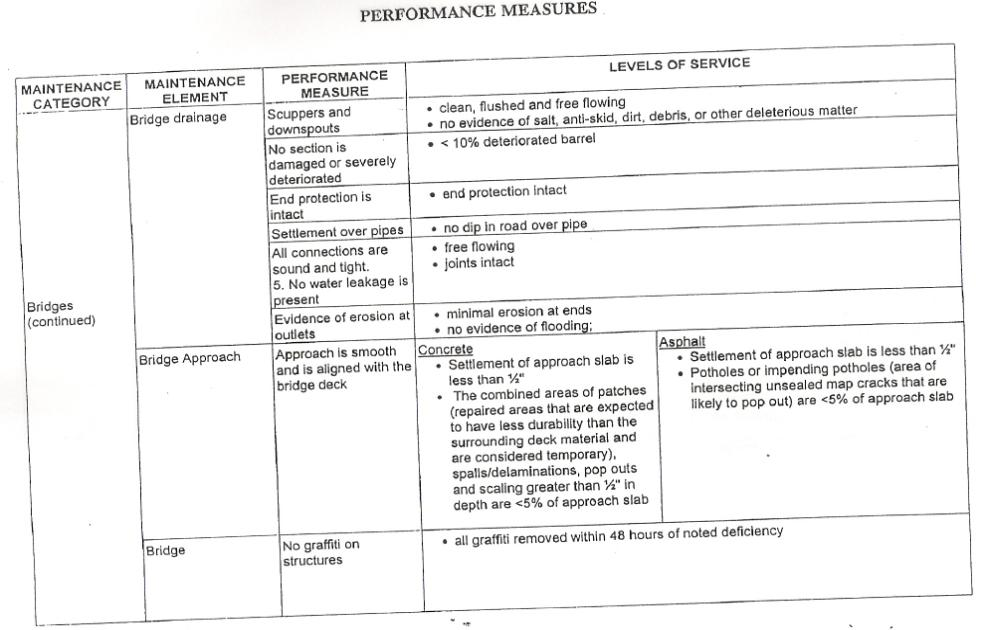 PERFORMANCE MEASURES
MAINTENANCE CATEGORY
MAINTENANCE ELEMENT
PERFORMANCE MEASURE
LEVELS OF SERVICE
Bridges
(continued)
Bridge drainage
Scuppers and
downspouts
• clean, flushed and free flowing
• no evidence of salt, anti-skid, dirt, debris, or other deleterious matter
No section is
damaged or severely
deteriorated
• < 10% deteriorated barrel
End protection is
intact
• end protection intact
Settlement over pipes
• no dip in road over pipe
All connections are
sound and tight.
5. No water leakage is
present
• free flowing
• joints intact
Evidence of erosion at
outlets
• minimal erosion at ends
• no evidence of flooding;
Bridge Approach
Approach is smooth
and is aligned with the
bridge deck
Concrete
• Settlement of approach slab is
less than ½"
• The combined areas of patches
(repaired areas that are expected
to have less durability than the
surrounding deck material and
are considered temporary),
spalls/delaminations, pop outs
and scaling greater than ½" in
depth are <5% of approach slab
Asphalt
• Settlement of approach slab is less than ½"
• Potholes or impending potholes (area of
intersecting unsealed map cracks that are
likely to pop out) are <5% of approach slab
Bridge
No graffiti on
structures
• all graffiti removed within 48 hours of noted deficiency